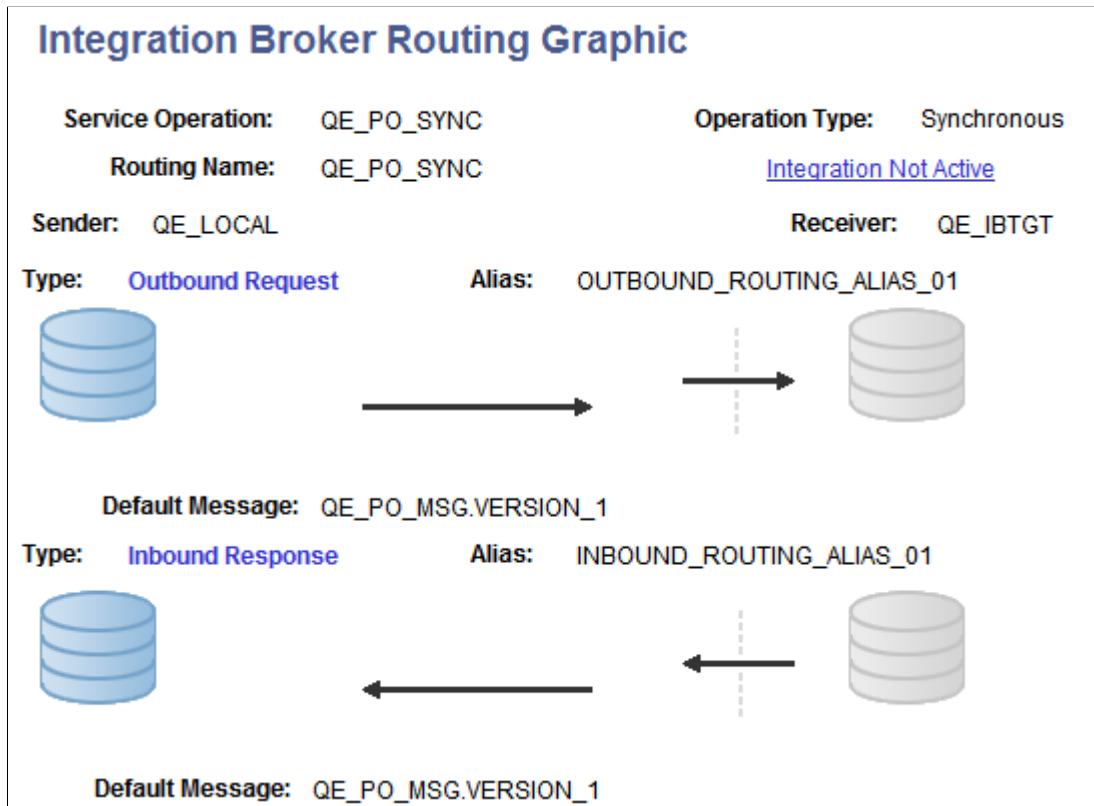 Integration Broker Routing Graphic
Service Operation: QE_PO_SYNC Operation Type: Synchronous
Routing Name: QE_PO_SYNC Integration Not Active
Sender: QE_LOCAL Receiver: QE_IBTGT
Type: Outbound Request Alias: OUTBOUND_ROUTING_ALIAS_01
Default Message: QE_PO_MSG.VERSION_1
Type: Inbound Response Alias: INBOUND_ROUTING_ALIAS_01
Default Message: QE_PO_MSG.VERSION_1